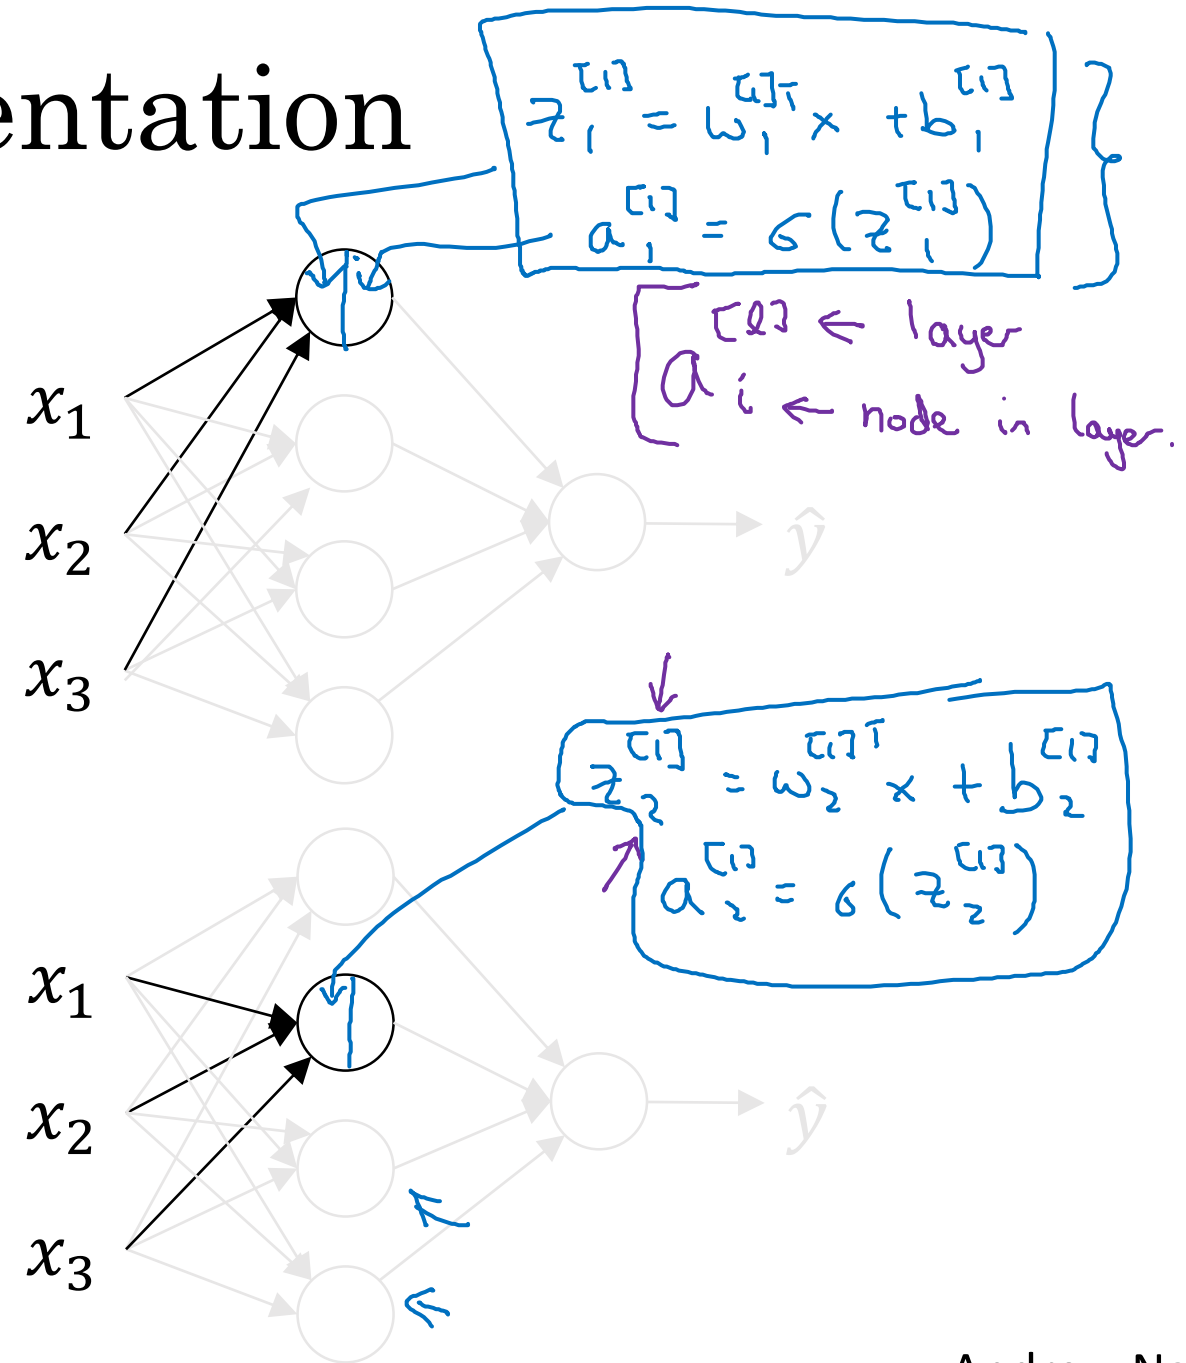 entation
z₁^[1] = w₁^[1]T x + b₁^[1]
a₁^[1] = σ(z₁^[1])
a_i^[l] ← layer
← node in layer.
x₁
x₂
ŷ
x₃
z₂^[1] = w₂^[1]T x + b₂^[1]
a₂^[1] = σ(z₂^[1])
x₁
x₂
ŷ
x₃